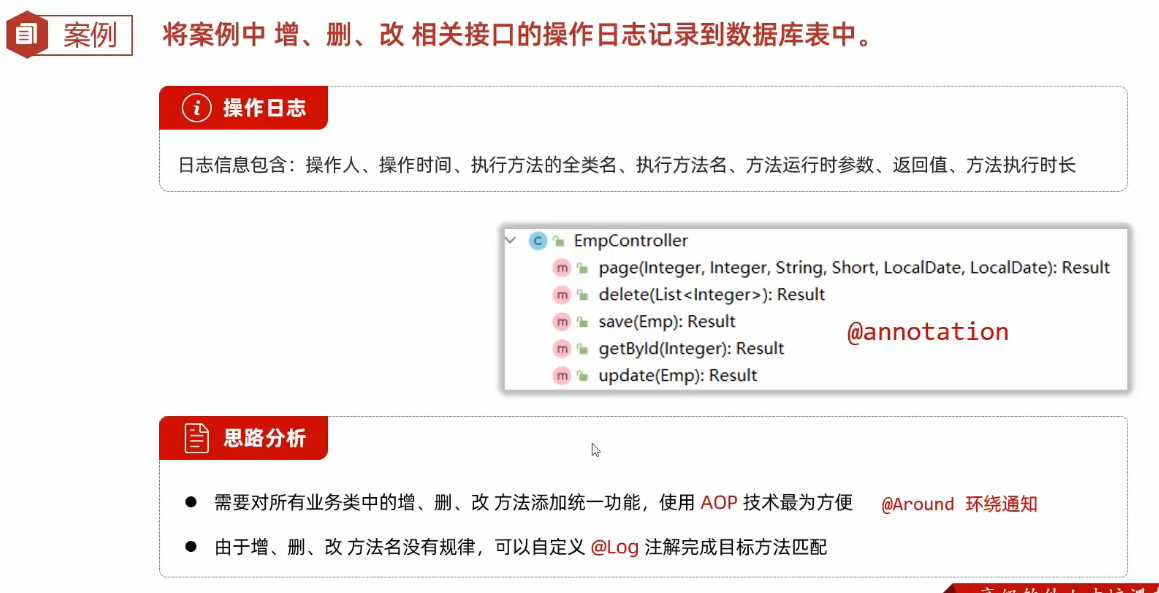 案例
将案例中 增、删、改 相关接口的操作日志记录到数据库表中。
操作日志
日志信息包含：操作人、操作时间、执行方法的全类名、执行方法名、方法运行时参数、返回值、方法执行时长
EmpController
page(Integer, Integer, String, Short, LocalDate, LocalDate): Result
delete(List<Integer>): Result
save(Emp): Result
@annotation
getById(Integer): Result
update(Emp): Result
思路分析
需要对所有业务类中的增、删、改 方法添加统一功能，使用 AOP 技术最为方便 @Around 环绕通知
由于增、删、改 方法名没有规律，可以自定义 @Log 注解完成目标方法匹配